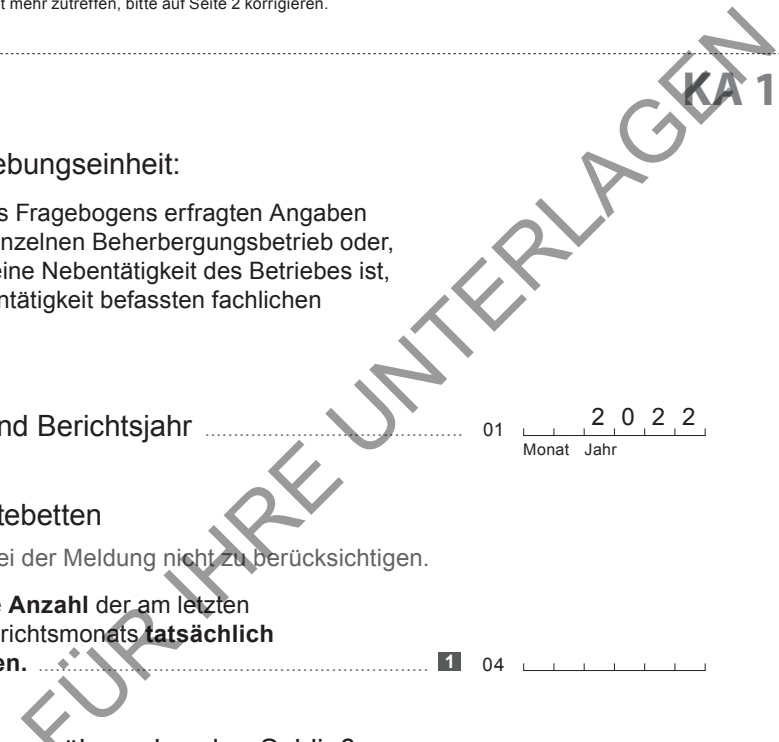 t mehr zutreffen, bitte auf Seite 2 korrigieren.
KA 1
ebungseinheit:
s Fragebogens erfragten Angaben
nzelnen Beherbergungsbetrieb oder,
eine Nebentätigkeit des Betriebes ist,
ntätigkeit befassten fachlichen
nd Berichtsjahr 01 2 0 2 2
Monat Jahr
tebetten
ei der Meldung nicht zu berücksichtigen.
e Anzahl der am letzten
richtsmonats tatsächlich
en. 1 04
FÜR IHRE UNTERLAGEN